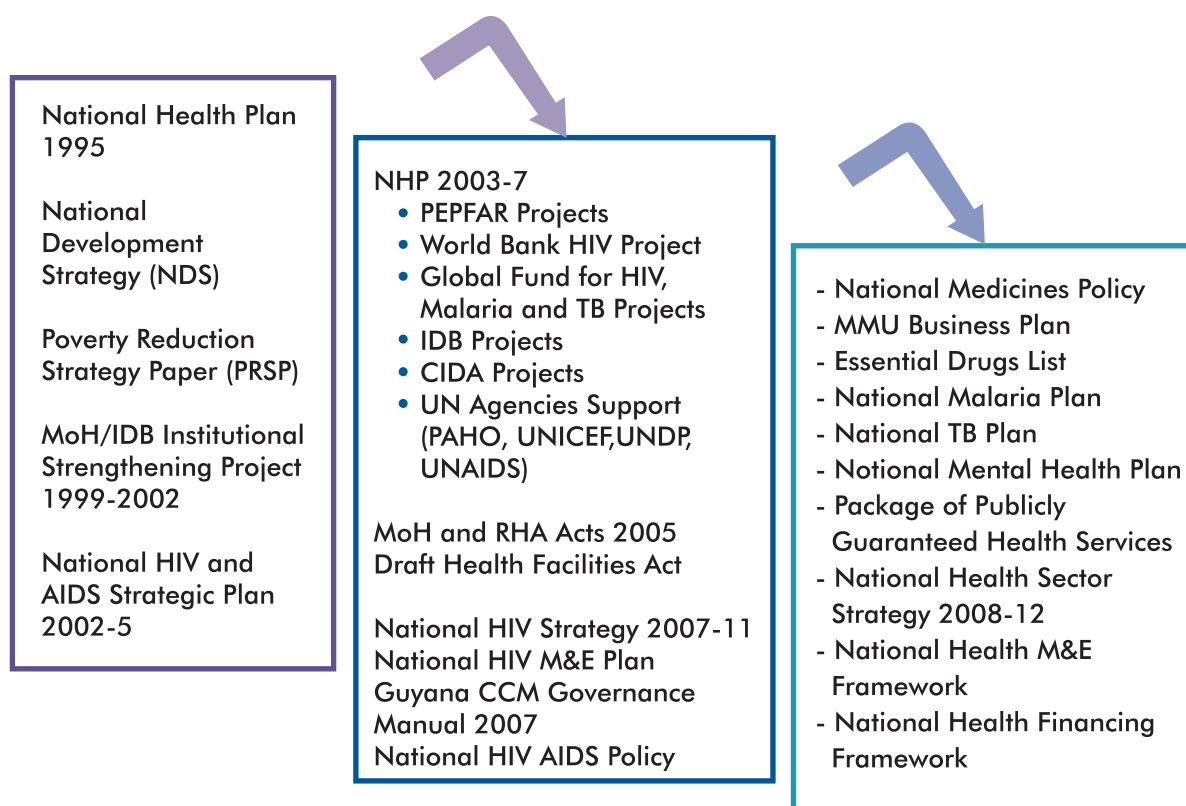 National Health Plan
1995
National
Development
Strategy (NDS)
Poverty Reduction
Strategy Paper (PRSP)
MoH/IDB Institutional
Strengthening Project
1999-2002
National HIV and
AIDS Strategic Plan
2002-5
NHP 2003-7
• PEPFAR Projects
• World Bank HIV Project
• Global Fund for HIV,
Malaria and TB Projects
• IDB Projects
• CIDA Projects
• UN Agencies Support
(PAHO, UNICEF,UNDP,
UNAIDS)
MoH and RHA Acts 2005
Draft Health Facilities Act
National HIV Strategy 2007-11
National HIV M&E Plan
Guyana CCM Governance
Manual 2007
National HIV AIDS Policy
- National Medicines Policy
- MMU Business Plan
- Essential Drugs List
- National Malaria Plan
- National TB Plan
- Notional Mental Health Plan
- Package of Publicly
Guaranteed Health Services
- National Health Sector
Strategy 2008-12
- National Health M&E
Framework
- National Health Financing
Framework